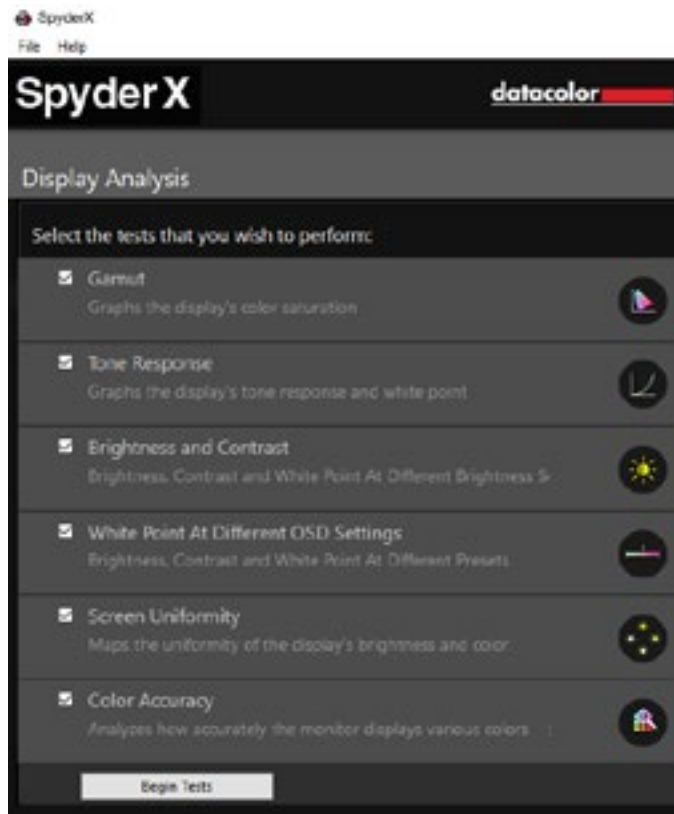 SpyderX
File Help
SpyderX datacolor
Display Analysis
Select the tests that you wish to perform:
Gamut
Graphs the display's color saturation
Tone Response
Graphs the display's tone response and white point
Brightness and Contrast
Brightness, Contrast and White Point At Different Brightness S
White Point At Different OSD Settings
Brightness, Contrast and White Point At Different Presets
Screen Uniformity
Maps the uniformity of the display's brightness and color
Color Accuracy
Analyzes how accurately the monitor displays various colors
Begin Tests